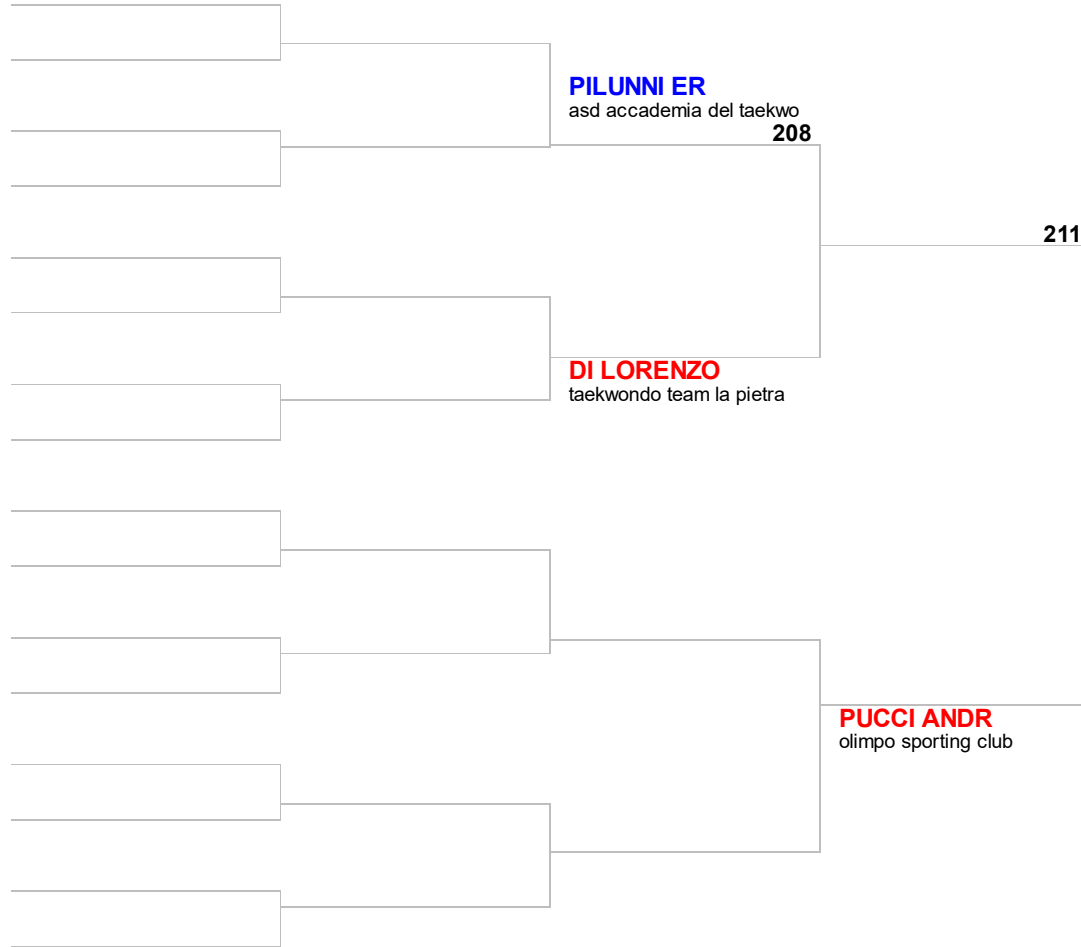 PILUNNI ER
asd accademia del taekwo
208
211
DI LORENZO
taekwondo team la pietra
PUCCI ANDR
olimpo sporting club